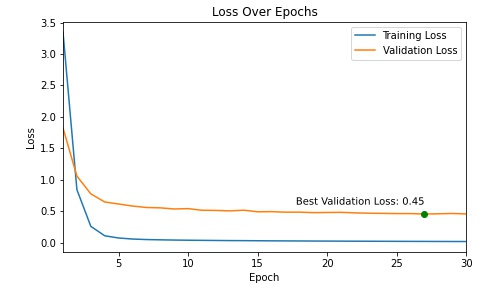 Loss Over Epochs
3.5
3.0
2.5
2.0
1.5
1.0
0.5
0.0
Loss
Training Loss
Validation Loss
Best Validation Loss: 0.45
5
10
15
20
25
30
Epoch